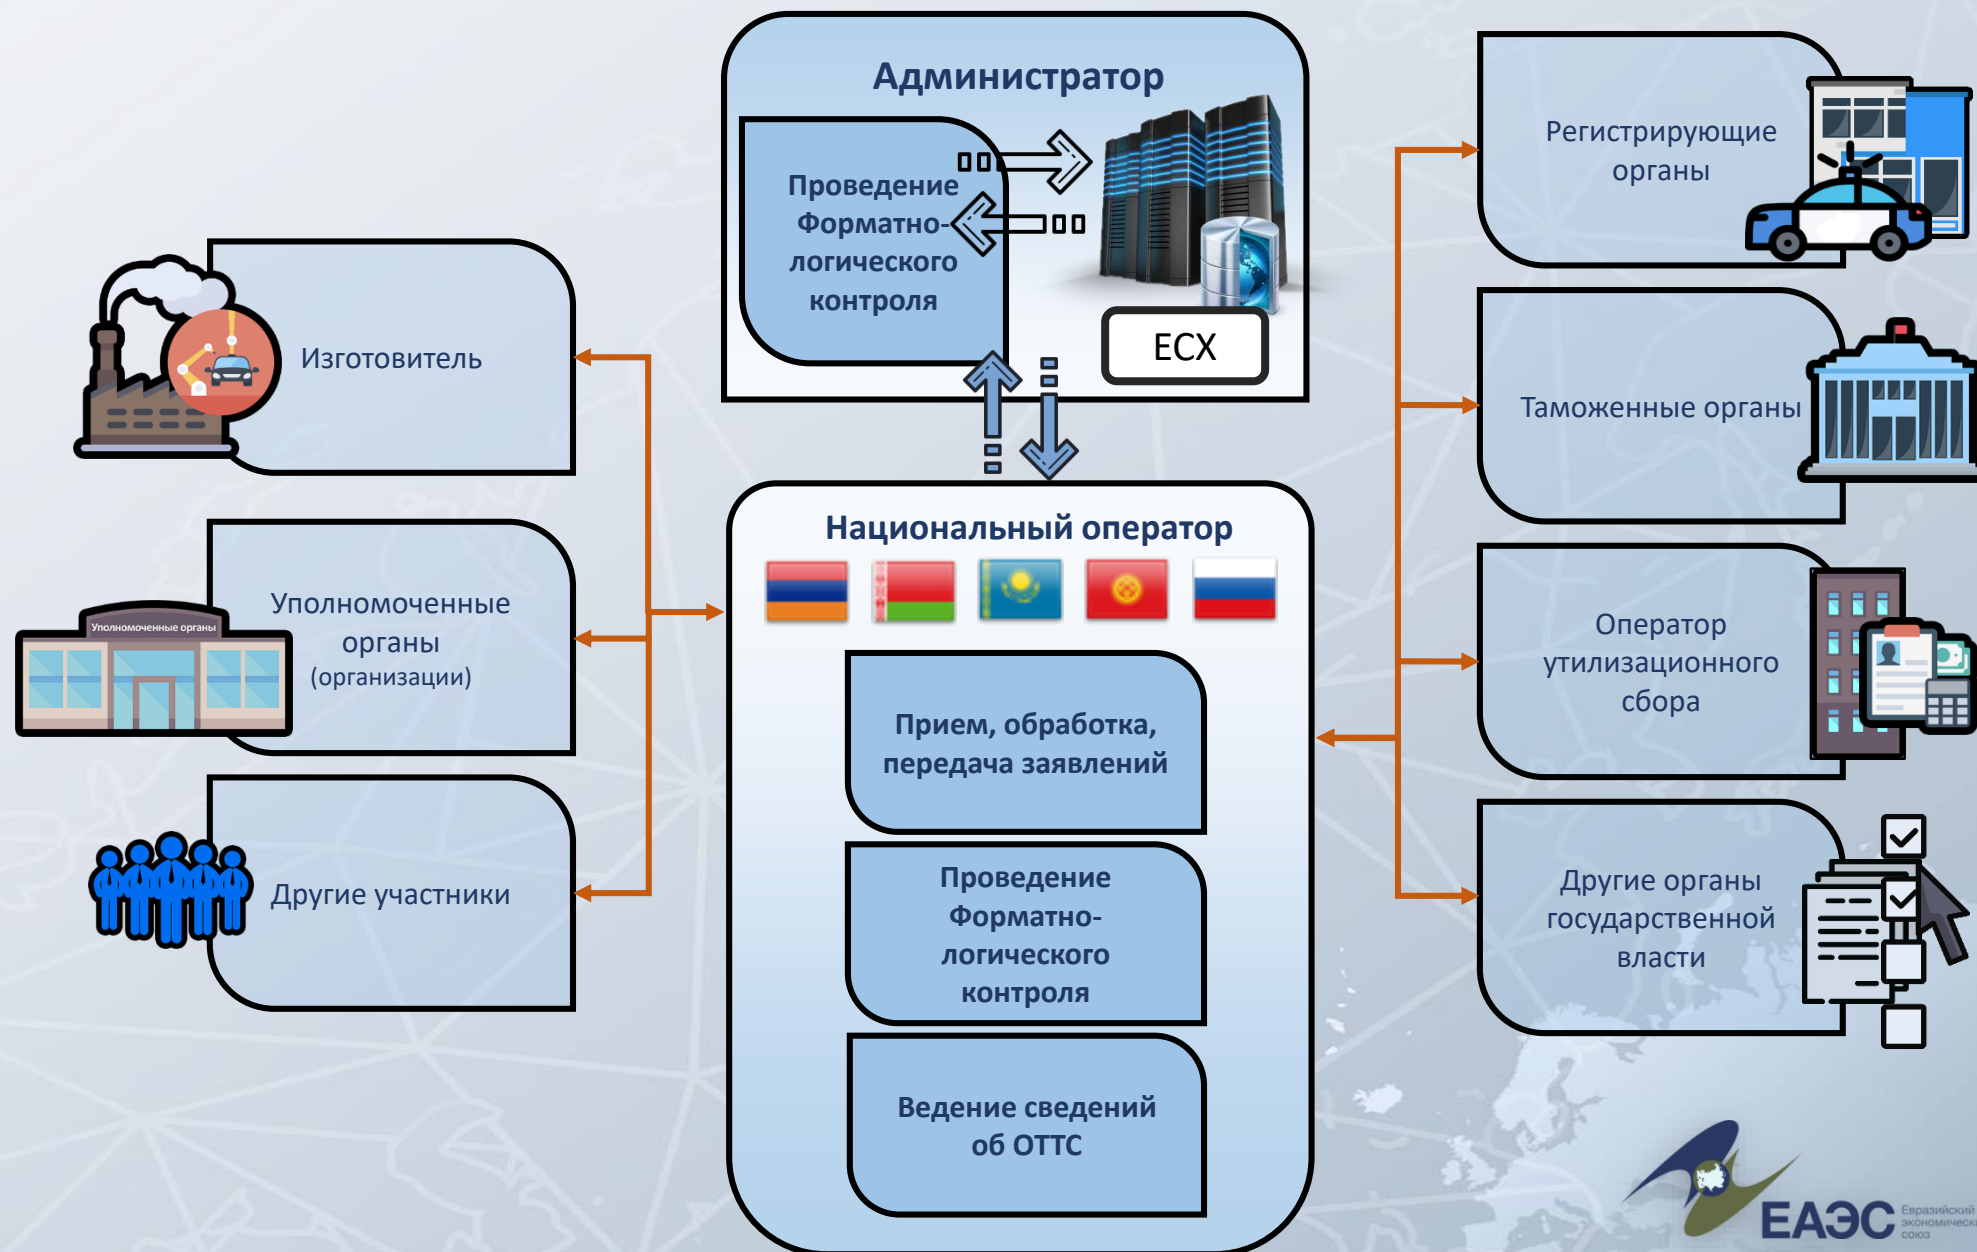 Администратор
Проведение
Форматно-
логического
контроля
ЕСХ
Изготовитель
Уполномоченные органы
Уполномоченные
органы
(организации)
Другие участники
Национальный оператор
Прием, обработка,
передача заявлений
Проведение
Форматно-
логического
контроля
Ведение сведений
об ОТТС
Регистрирующие
органы
Таможенные органы
Оператор
утилизационного
сбора
Другие органы
государственной
власти
ЕАЭС
Евразийский
экономическ
союз